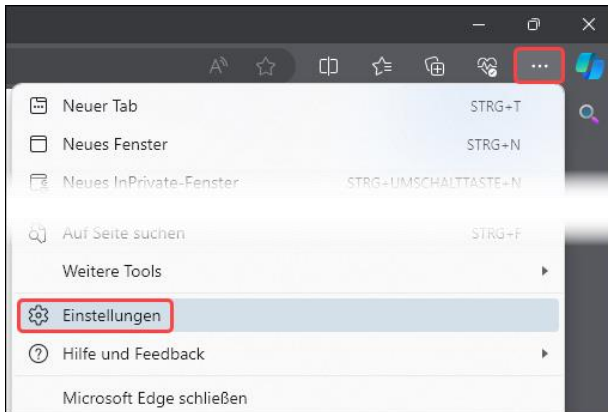 Neuer Tab STRG+T
Neues Fenster STRG+N
Neues InPrivate-Fenster STRG+UMSCHALTTASTE+N
Auf Seite suchen STRG+F
Weitere Tools
Einstellungen
Hilfe und Feedback
Microsoft Edge schließen